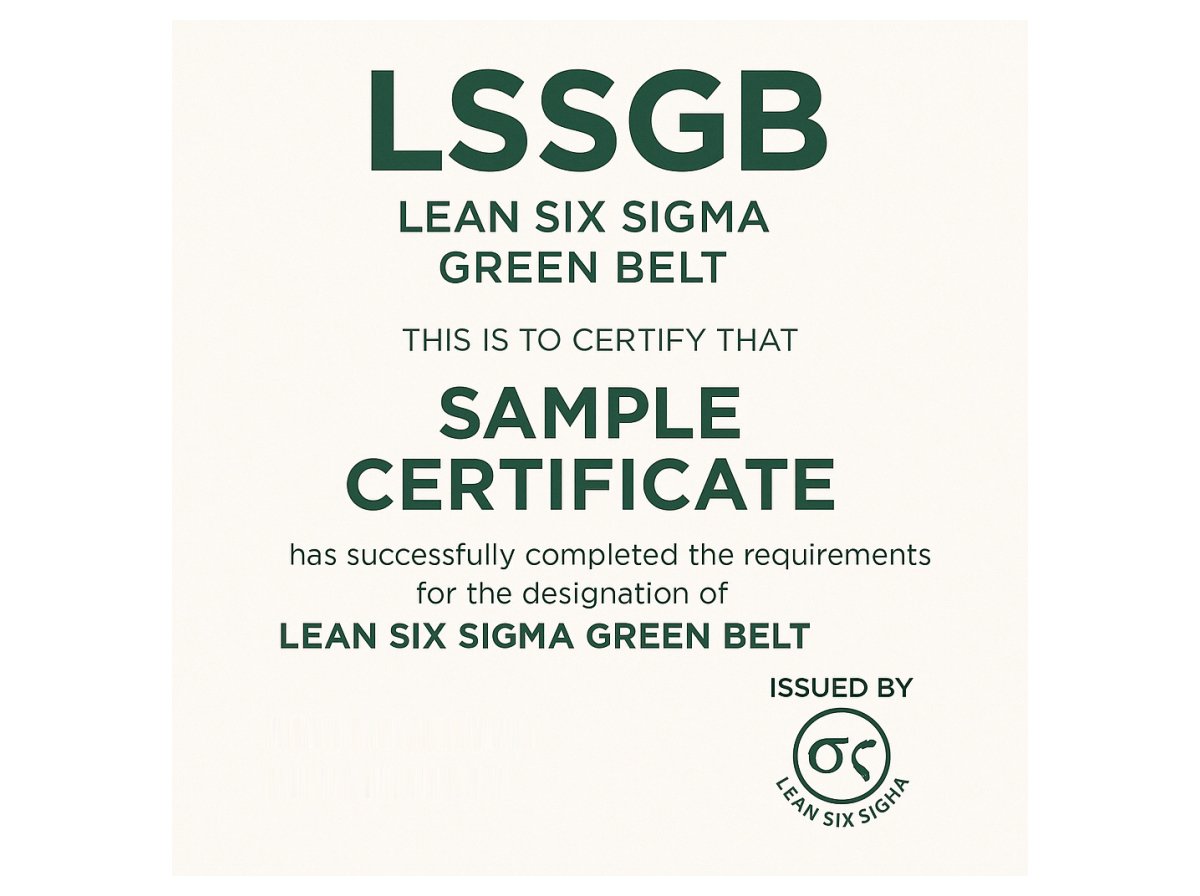 LSSGB
LEAN SIX SIGMA
GREEN BELT
THIS IS TO CERTIFY THAT
SAMPLE
CERTIFICATE
has successfully completed the requirements
for the designation of
LEAN SIX SIGMA GREEN BELT
ISSUED BY
σς
LEAN SIX SIGHA